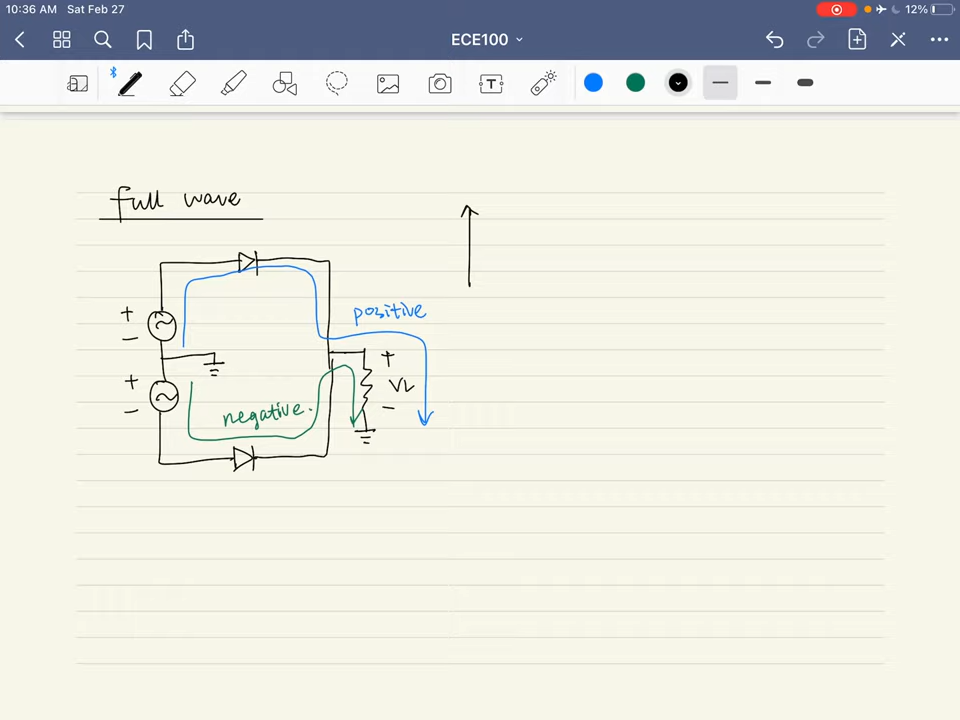 10:36 AM Sat Feb 27
12%
ECE100
T
full wave
positive
+
−
+
VL
+
−
−
negative.